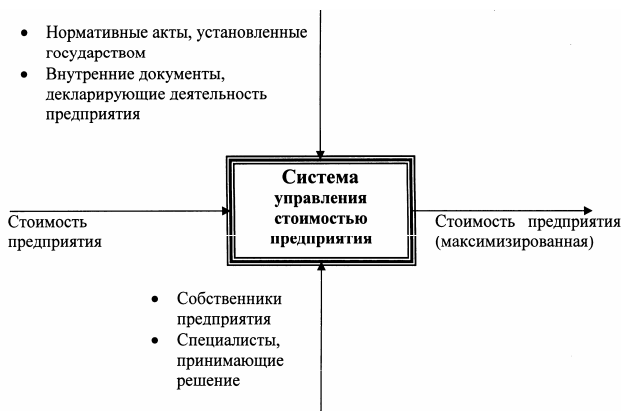 • Нормативные акты, установленные
государством
• Внутренние документы,
декларирующие деятельность
предприятия
Система
управления
стоимостью
предприятия
Стоимость
предприятия
Стоимость предприятия
(максимизированная)
• Собственники
предприятия
• Специалисты,
принимающие
решение